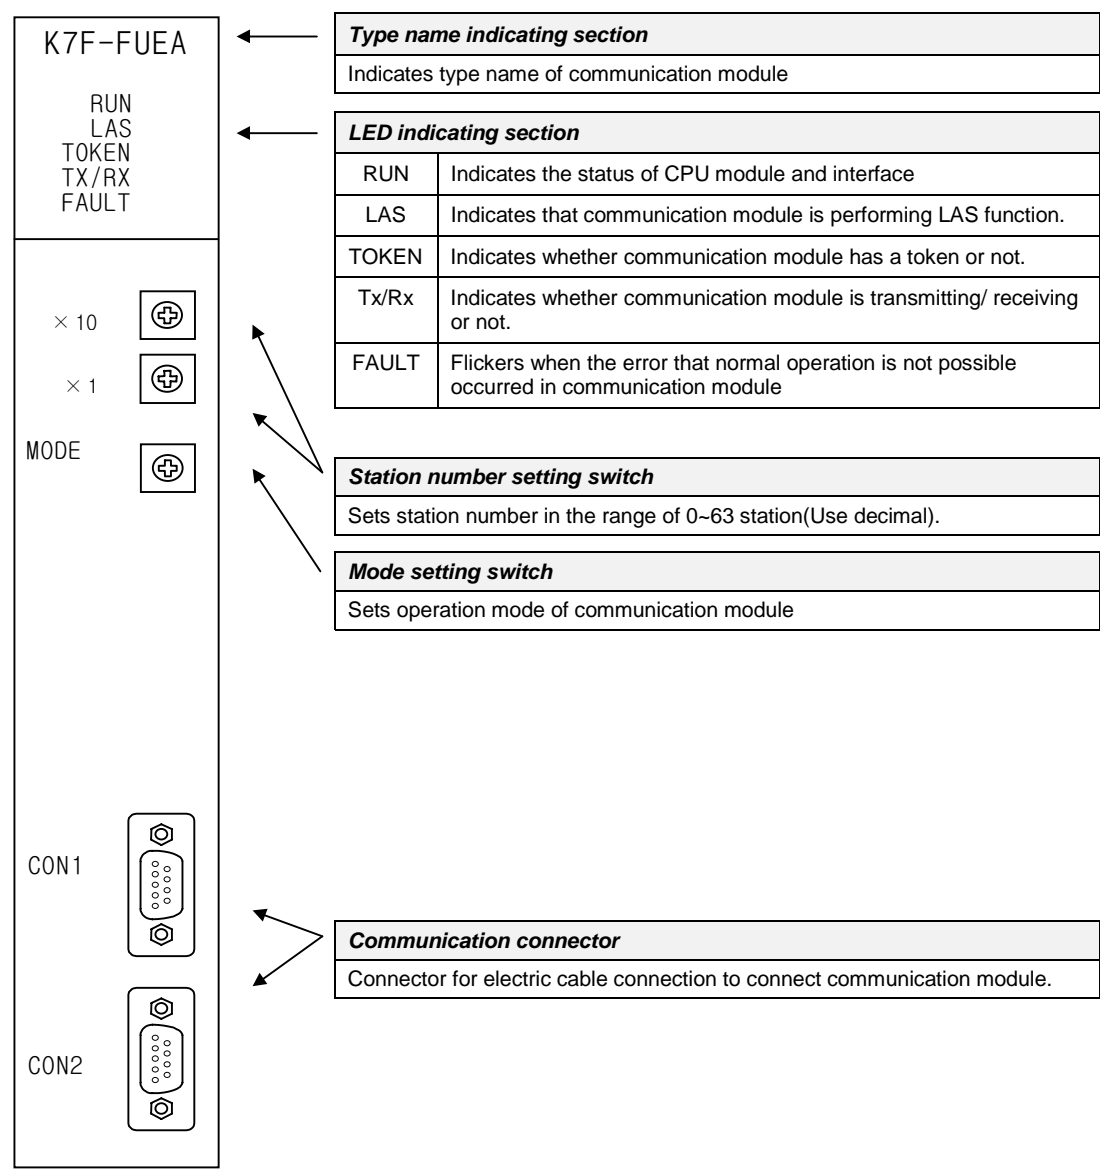 K7F-FUEA
RUN
LAS
TOKEN
TX/RX
FAULT
× 10
× 1
MODE
CON1
CON2
Type name indicating section
Indicates type name of communication module
LED indicating section
RUN Indicates the status of CPU module and interface
LAS Indicates that communication module is performing LAS function.
TOKEN Indicates whether communication module has a token or not.
Tx/Rx Indicates whether communication module is transmitting/ receiving
or not.
FAULT Flickers when the error that normal operation is not possible
occurred in communication module
Station number setting switch
Sets station number in the range of 0~63 station(Use decimal).
Mode setting switch
Sets operation mode of communication module
Communication connector
Connector for electric cable connection to connect communication module.